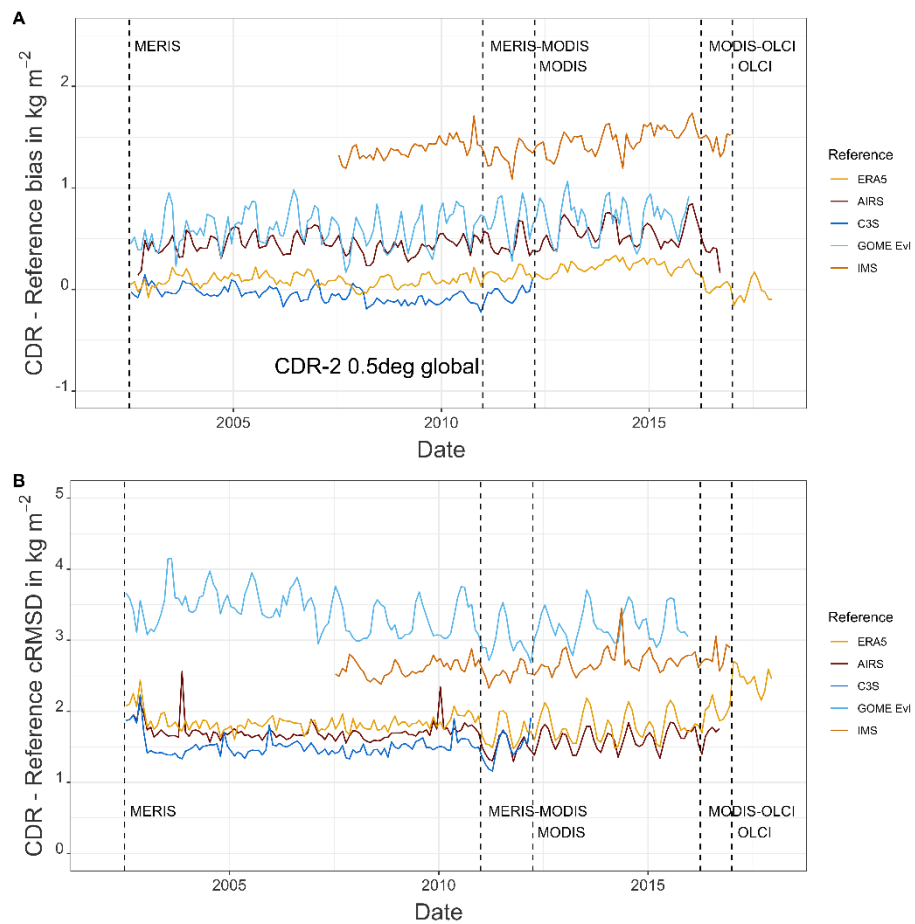 A
MERIS
MERIS-MODIS
MODIS-OLCI
MODIS
OLCI
CDR - Reference bias in kg m⁻²
2
1
0
-1
CDR-2 0.5deg global
2005
2010
2015
Date
Reference
ERA5
AIRS
C3S
GOME Evl
IMS
B
CDR - Reference cRMSD in kg m⁻²
5
4
3
2
1
0
MERIS
MERIS-MODIS
MODIS-OLCI
MODIS
OLCI
2005
2010
2015
Date
Reference
ERA5
AIRS
C3S
GOME Evl
IMS